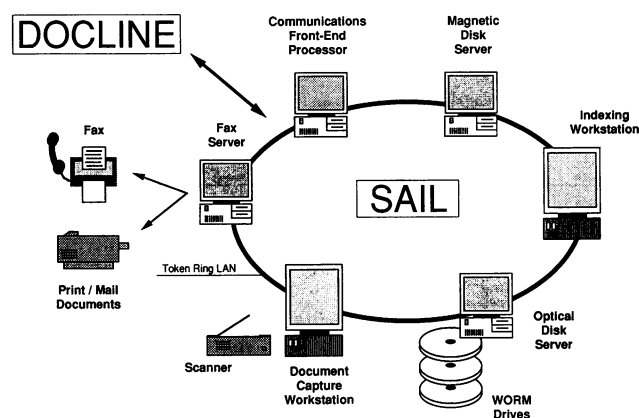 DOCLINE
Communications
Front-End
Processor
Magnetic
Disk
Server
Indexing
Workstation
Fax
Fax
Server
SAIL
Token Ring LAN
Print / Mail
Documents
Scanner
Document
Capture
Workstation
Optical
Disk
Server
WORM
Drives